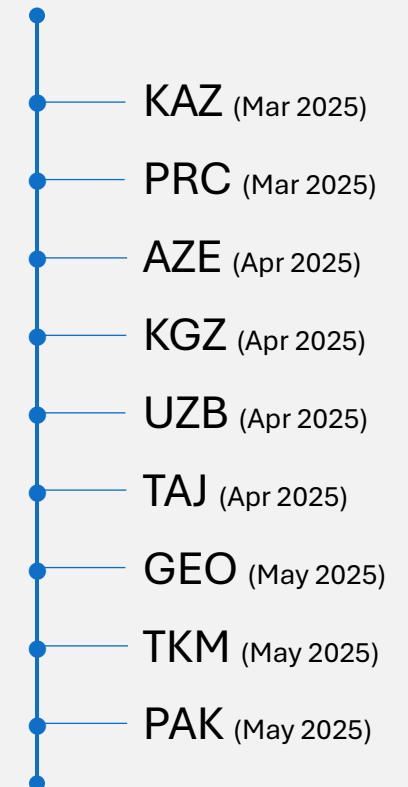 KAZ (Mar 2025)
PRC (Mar 2025)
AZE (Apr 2025)
KGZ (Apr 2025)
UZB (Apr 2025)
TAJ (Apr 2025)
GEO (May 2025)
TKM (May 2025)
PAK (May 2025)